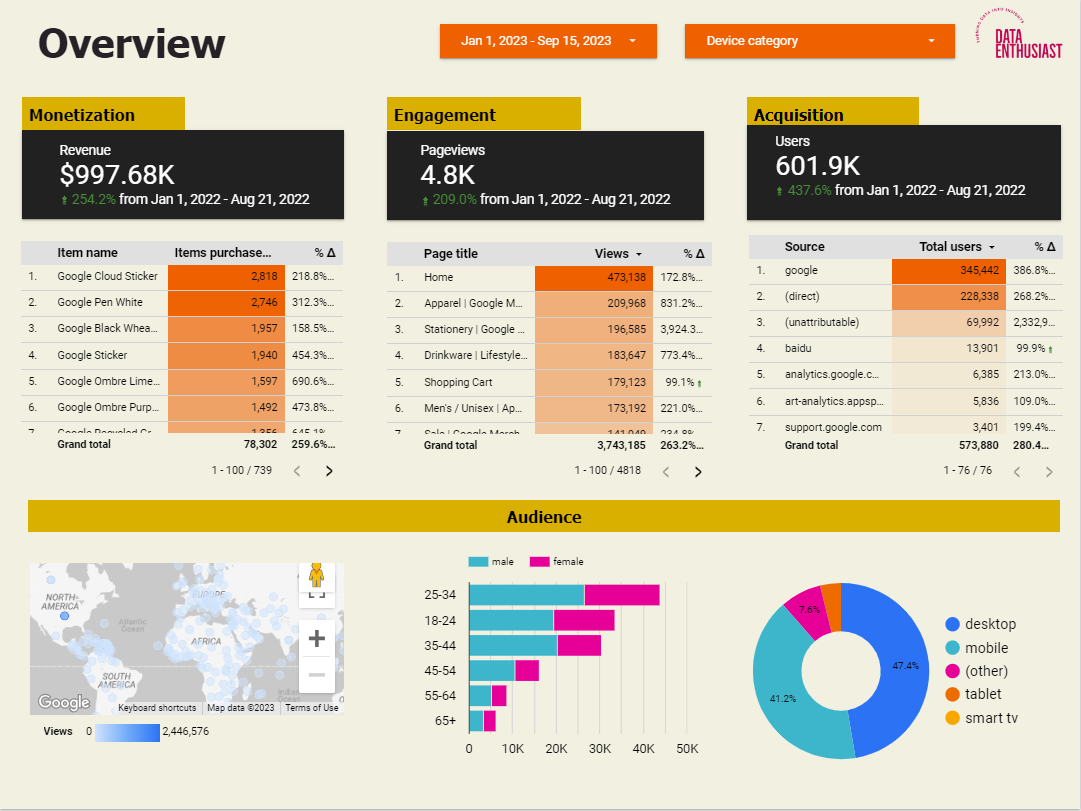 Overview
Jan 1, 2023 - Sep 15, 2023
Device category
TURNING DATA INTO INSIGHTS
DATA
ENTHUSIAST
Monetization
Revenue
$997.68K
254.2% from Jan 1, 2022 - Aug 21, 2022
Engagement
Pageviews
4.8K
209.0% from Jan 1, 2022 - Aug 21, 2022
Acquisition
Users
601.9K
437.6% from Jan 1, 2022 - Aug 21, 2022
Item name Items purchase... % Δ
1. Google Cloud Sticker 2,818 218.8%...
2. Google Pen White 2,746 312.3%...
3. Google Black Whea... 1,957 158.5%...
4. Google Sticker 1,940 454.3%...
5. Google Ombre Lime... 1,597 690.6%...
6. Google Ombre Purp... 1,492 473.8%...
7. Google Recycled Gr... 1,356 645.1%...
Grand total 78,302 259.6%...
1 - 100 / 739
Page title Views % Δ
1. Home 473,138 172.8%...
2. Apparel | Google M... 209,968 831.2%...
3. Stationery | Google ... 196,585 3,924.3...
4. Drinkware | Lifestyle... 183,647 773.4%...
5. Shopping Cart 179,123 99.1%
6. Men's / Unisex | Ap... 173,192 221.0%...
7. Sale | Google Merch... 141,049 234.8%...
Grand total 3,743,185 263.2%...
1 - 100 / 4818
Source Total users % Δ
1. google 345,442 386.8%...
2. (direct) 228,338 268.2%...
3. (unattributable) 69,992 2,332,9...
4. baidu 13,901 99.9%
5. analytics.google.c... 6,385 213.0%...
6. art-analytics.appsp... 5,836 109.0%...
7. support.google.com 3,401 199.4%...
Grand total 573,880 280.4...
1 - 76 / 76
Audience
NORTH
AMERICA
Atlantic
Ocean
EUROPE
AFRICA
SOUTH
AMERICA
Indian
Google
Keyboard shortcuts Map data ©2023 Terms of Use
Views 0 2,446,576
male female
25-34
18-24
35-44
45-54
55-64
65+
0 10K 20K 30K 40K 50K
7.6%
47.4%
41.2%
desktop
mobile
(other)
tablet
smart tv